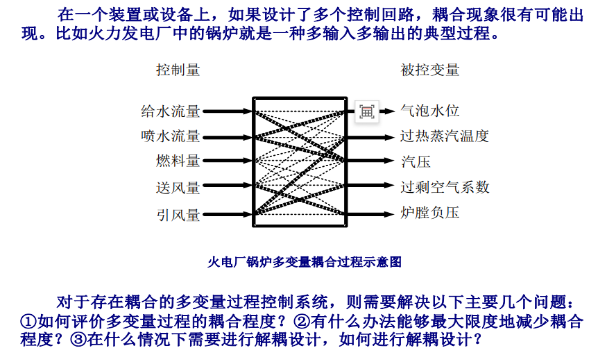 在一个装置或设备上，如果设计了多个控制回路，耦合现象很有可能出
现。比如火力发电厂中的锅炉就是一种多输入多输出的典型过程。
控制量
被控变量
给水流量
气泡水位
喷水流量
过热蒸汽温度
燃料量
汽压
送风量
过剩空气系数
引风量
炉膛负压
火电厂锅炉多变量耦合过程示意图
对于存在耦合的多变量过程控制系统，则需要解决以下主要几个问题：
①如何评价多变量过程的耦合程度？②有什么办法能够最大限度地减少耦合
程度？③在什么情况下需要进行解耦设计，如何进行解耦设计？